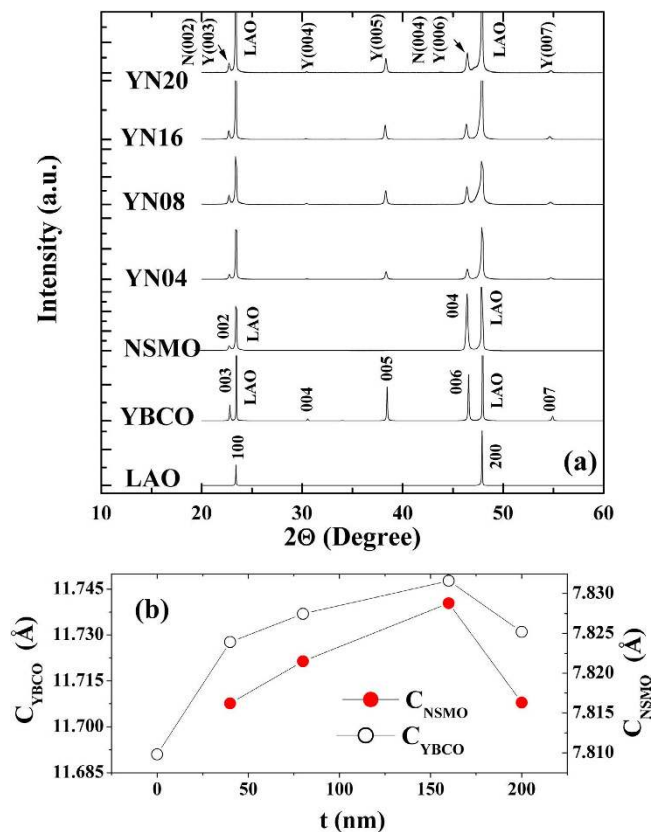 N(002)
Y(003)
LAO
Y(004)
Y(005)
N(004)
Y(006)
LAO
Y(007)
YN20
YN16
YN08
YN04
NSMO
002
LAO
004
LAO
YBCO
003
LAO
004
005
006
LAO
007
LAO
100
200
(a)
Intensity (a.u.)
10 20 30 40 50 60
2Θ (Degree)
(b)
11.745
11.730
11.715
11.700
11.685
C_YBCO (Å)
7.830
7.825
7.820
7.815
7.810
C_NSMO (Å)
C_NSMO
C_YBCO
0 50 100 150 200
t (nm)